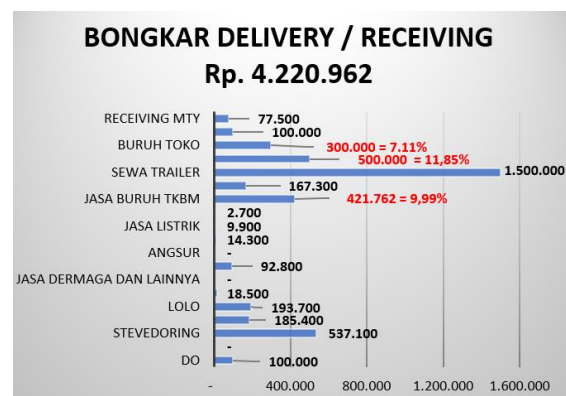 BONGKAR DELIVERY / RECEIVING
Rp. 4.220.962
RECEIVING MTY 77.500
100.000
BURUH TOKO 300.000 = 7.11%
500.000 = 11,85%
SEWA TRAILER 1.500.000
167.300
JASA BURUH TKBM 421.762 = 9,99%
2.700
JASA LISTRIK 9.900
14.300
ANGSUR -
92.800
JASA DERMAGA DAN LAINNYA -
18.500
LOLO 193.700
185.400
STEVEDORING 537.100
-
DO 100.000
- 400.000 800.000 1.200.000 1.600.000